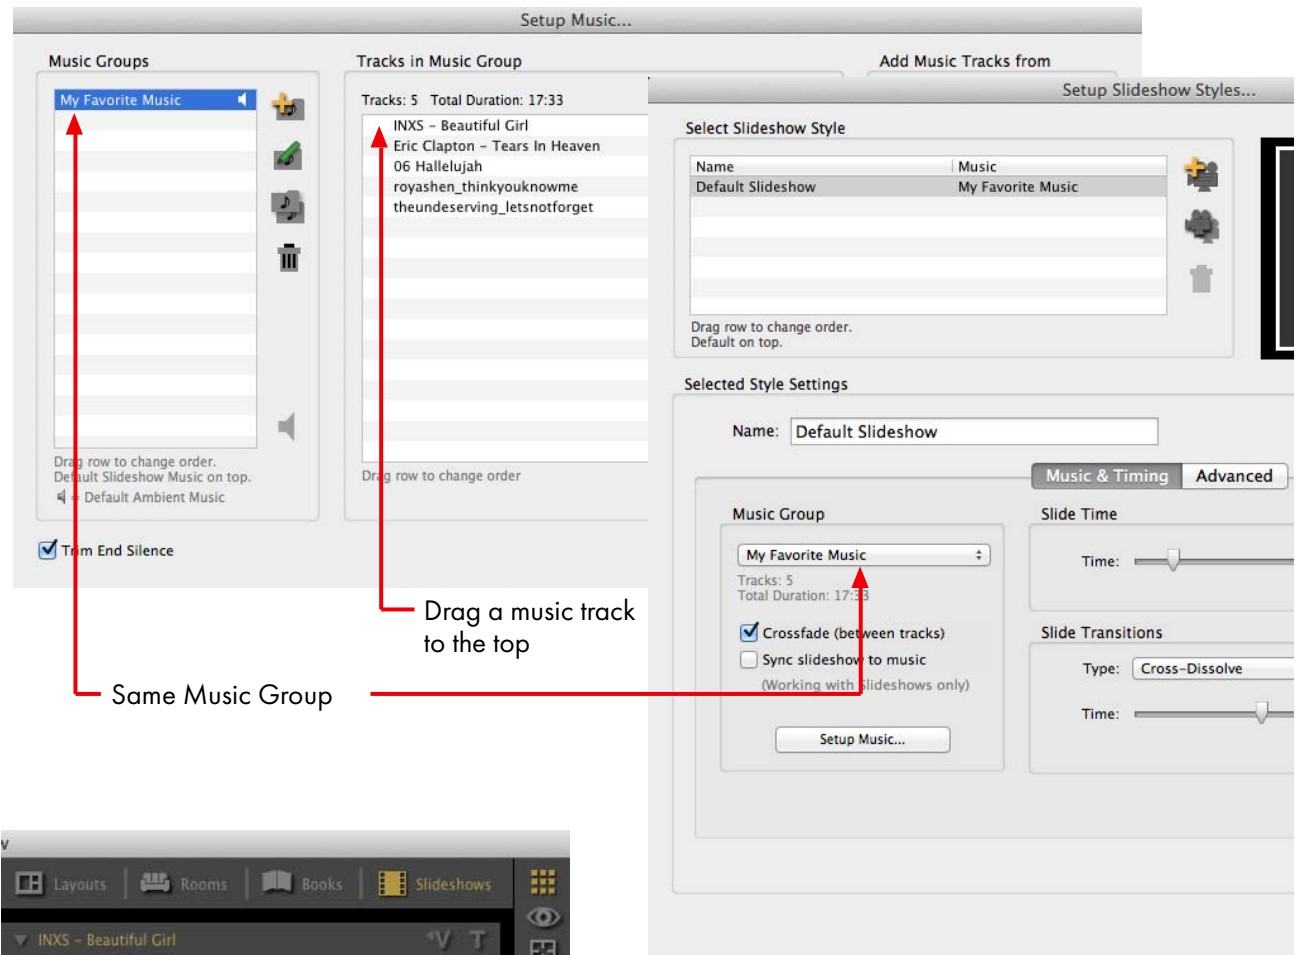 Setup Music...
Music Groups
Tracks in Music Group
Add Music Tracks from
My Favorite Music
Tracks: 5 Total Duration: 17:33
INXS - Beautiful Girl
Eric Clapton - Tears In Heaven
06 Hallelujah
royashen_thinkyouknowme
theundeserving_letsnotforget
Drag row to change order.
Default Slideshow Music on top.
= Default Ambient Music
Drag row to change order
Trim End Silence
Setup Slideshow Styles...
Select Slideshow Style
Name Music
Default Slideshow My Favorite Music
Drag row to change order.
Default on top.
Selected Style Settings
Name: Default Slideshow
Music & Timing Advanced
Music Group
Slide Time
My Favorite Music
Time:
Tracks: 5
Total Duration: 17:33
Crossfade (between tracks)
Slide Transitions
Sync slideshow to music
Type: Cross-Dissolve
(Working with Slideshows only)
Time:
Setup Music...
Drag a music track
to the top
Same Music Group
Layouts Rooms Books Slideshows
INXS - Beautiful Girl
V T